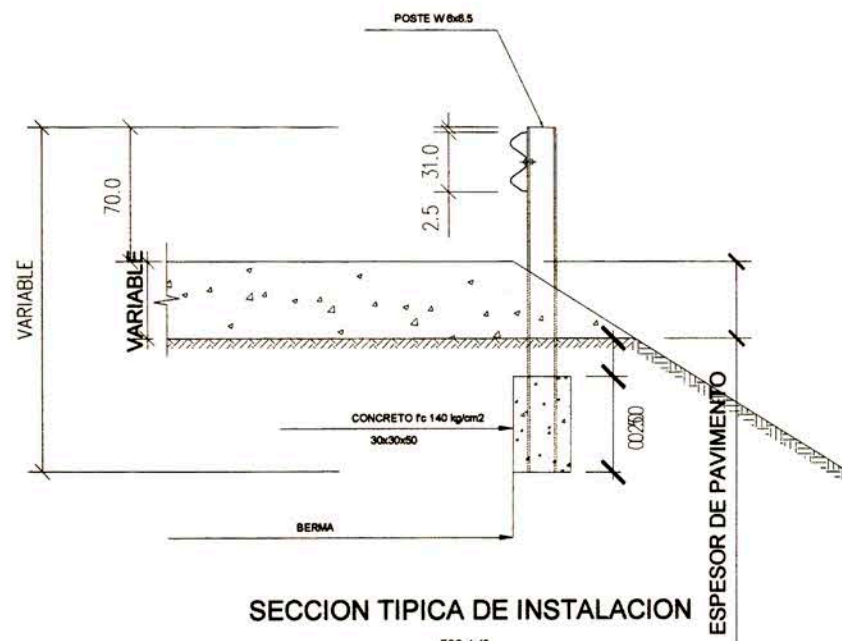 POSTE W 6x8.5
70.0
31.0
2.5
VARIABLE
VARIABLE
CONCRETO f'c 140 kg/cm2
30x30x50
BERMA
ESPESOR DE PAVIMENTO
SECCION TIPICA DE INSTALACION